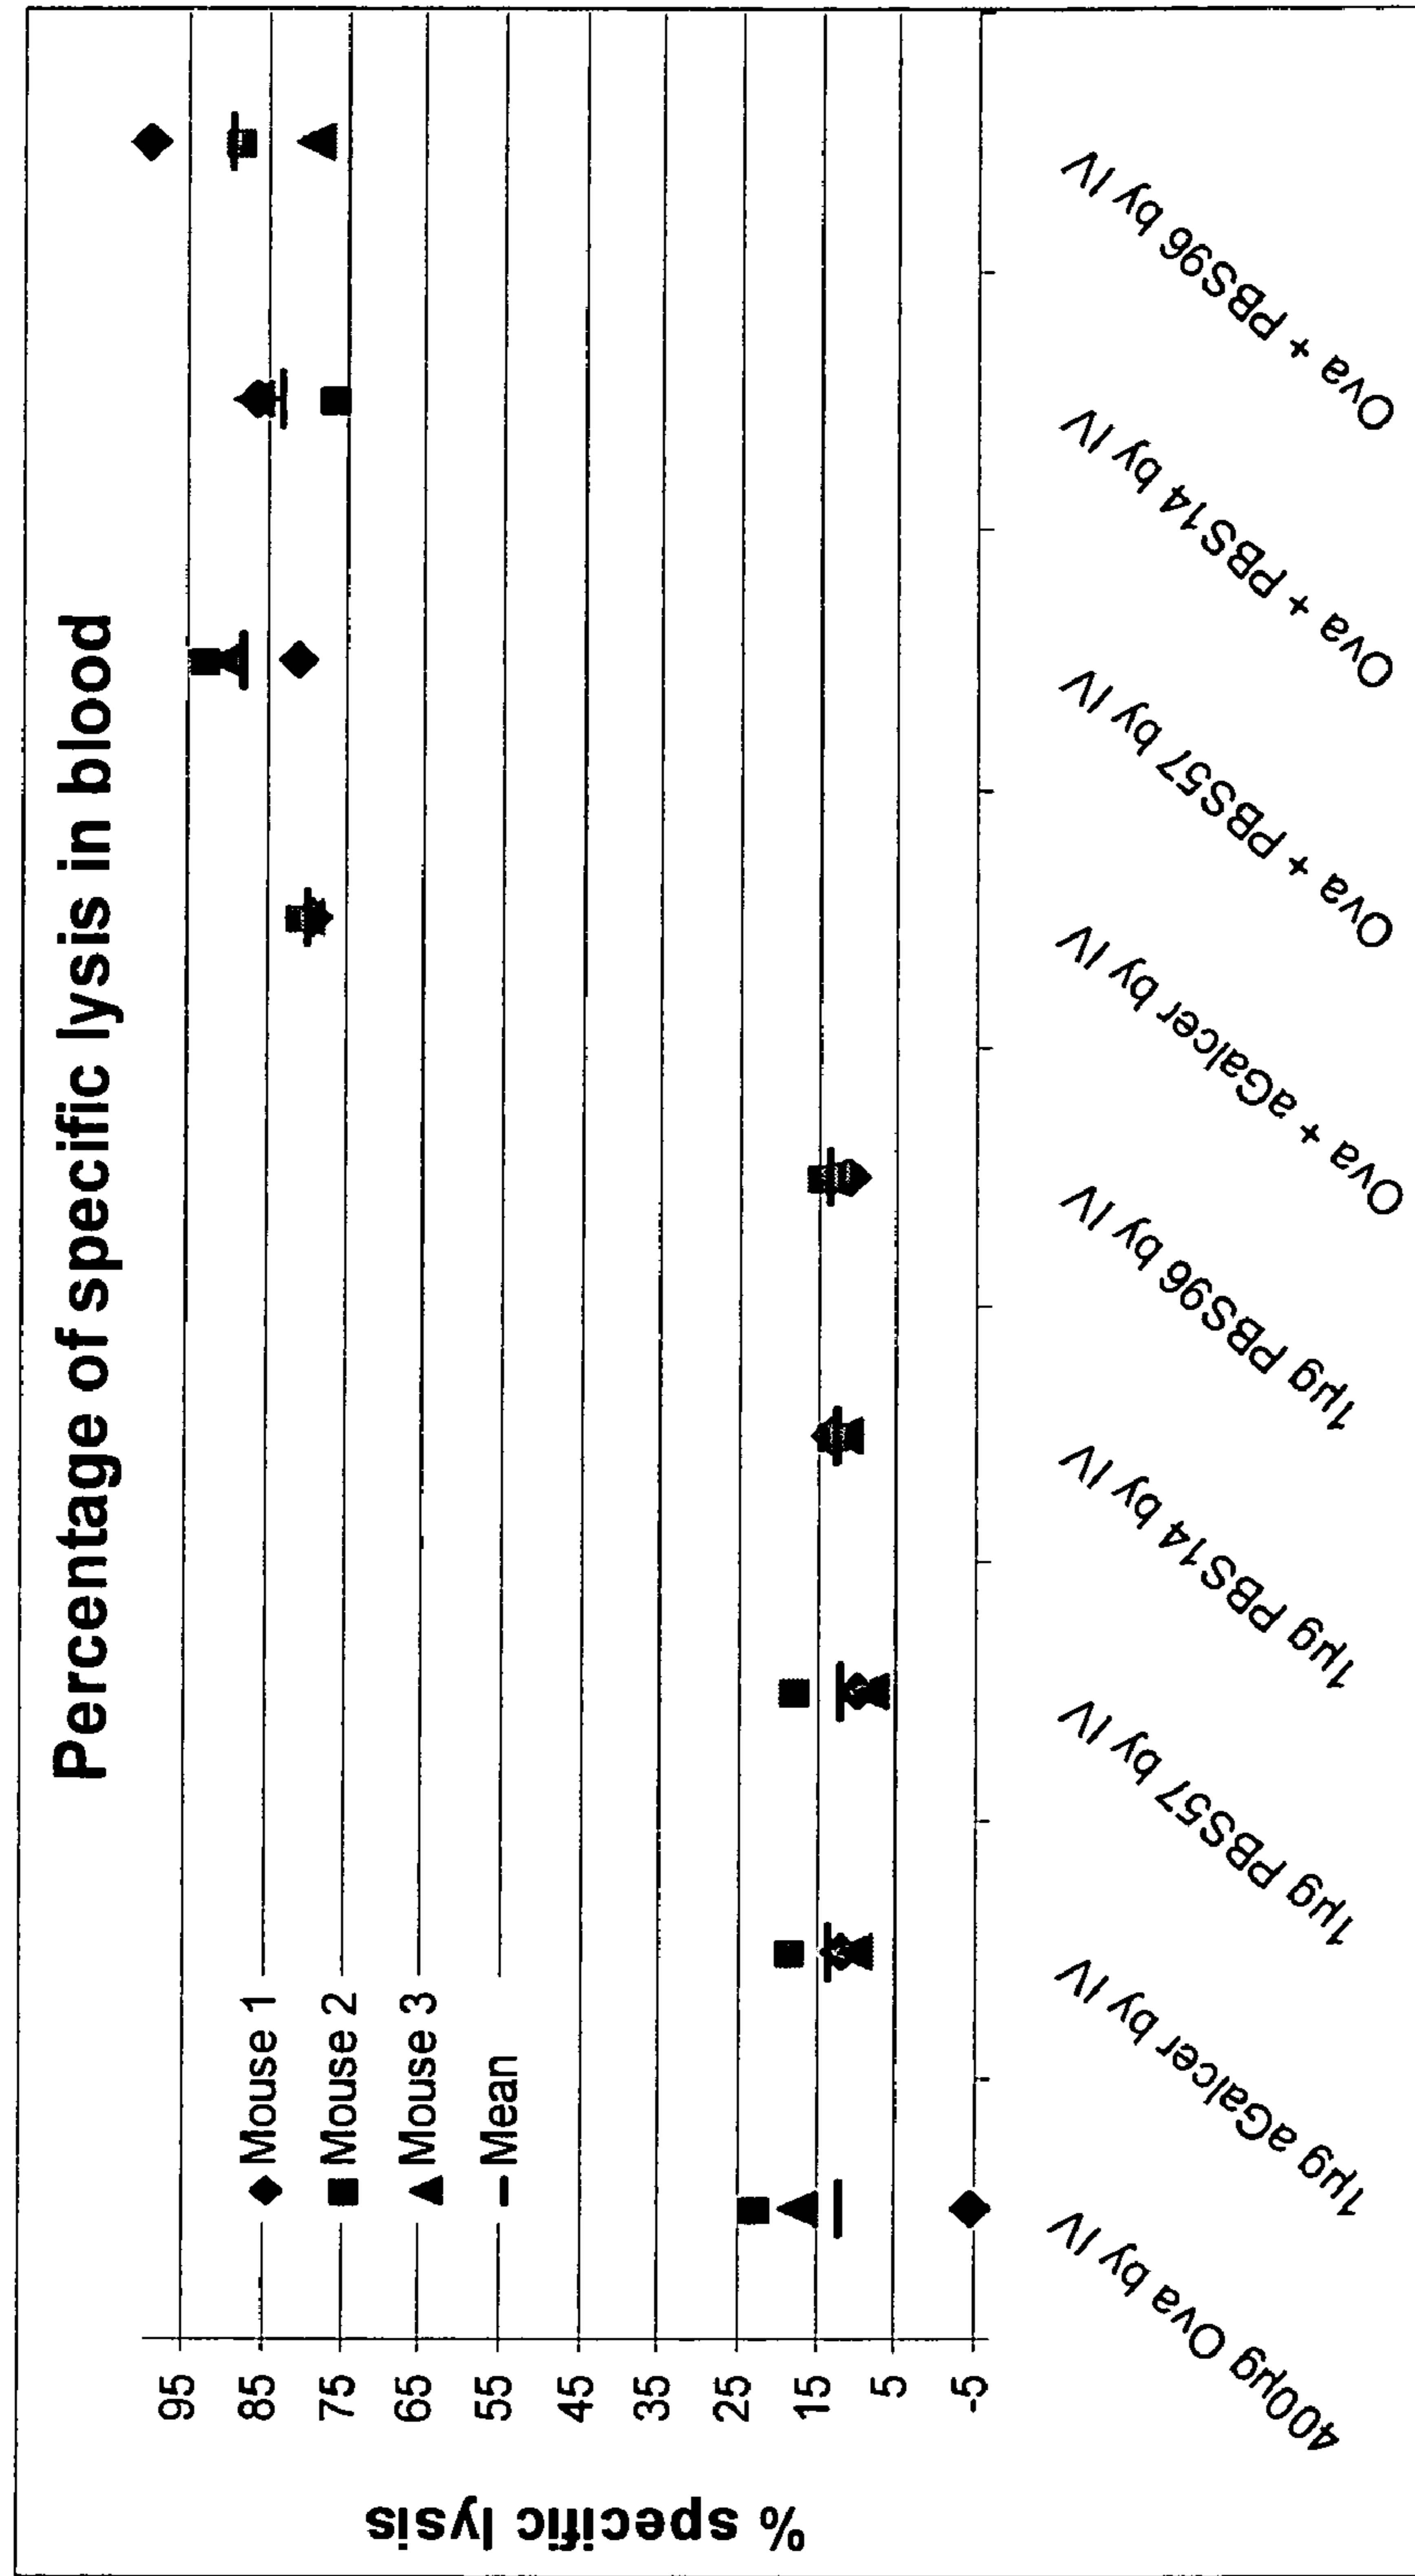 Percentage of specific lysis in blood
% specific lysis
95
85
75
65
55
45
35
25
15
5
-5
Mouse 1
Mouse 2
Mouse 3
Mean
400µg Ova by IV
1µg aGalcer by IV
1µg PBS57 by IV
1µg PBS14 by IV
1µg PBS96 by IV
Ova + aGalcer by IV
Ova + PBS57 by IV
Ova + PBS14 by IV
Ova + PBS96 by IV